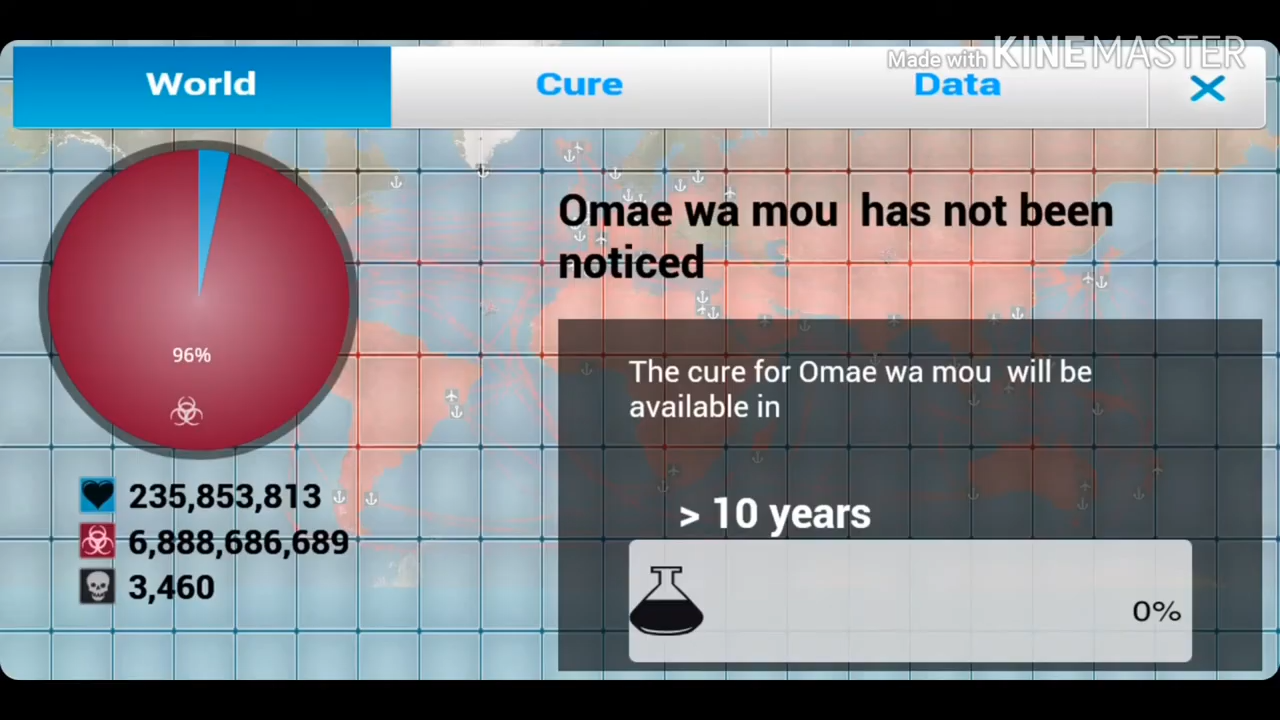 Made with KINEMASTER
World
Cure
Data
Omae wa mou  has not been
noticed
96%
The cure for Omae wa mou  will be
available in
> 10 years
0%
235,853,813
6,888,686,689
3,460